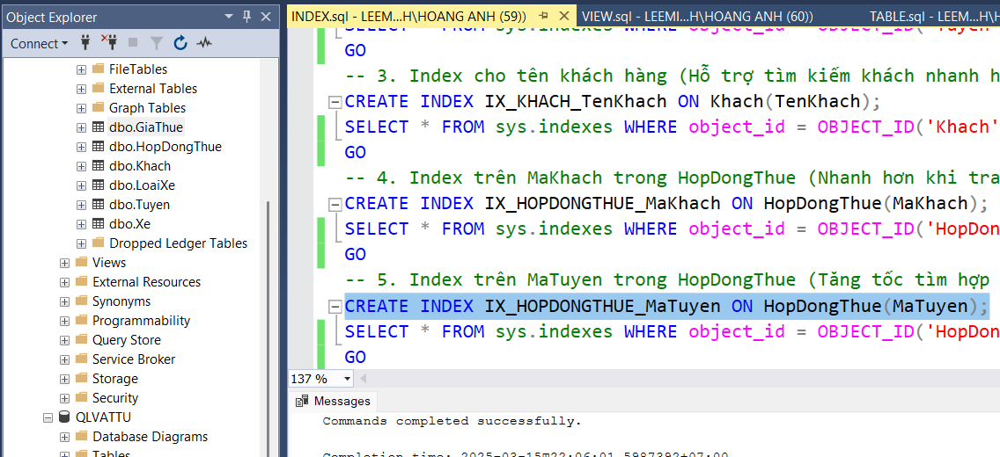 Object Explorer
Connect
FileTables
External Tables
Graph Tables
dbo.GiaThue
dbo.HopDongThue
dbo.Khach
dbo.LoaiXe
dbo.Tuyen
dbo.Xe
Dropped Ledger Tables
Views
External Resources
Synonyms
Programmability
Query Store
Service Broker
Storage
Security
QLVATTU
Database Diagrams
Tables
INDEX.sql - LEEM...H\HOANG ANH (59))
VIEW.sql - LEEMI...H\HOANG ANH (60))
TABLE.sql - LEEM...H\H
SELECT * FROM sys.indexes WHERE object_id = OBJECT_ID('Tuyen'
GO
-- 3. Index cho tên khách hàng (Hỗ trợ tìm kiếm khách nhanh h
CREATE INDEX IX_KHACH_TenKhach ON Khach(TenKhach);
SELECT * FROM sys.indexes WHERE object_id = OBJECT_ID('Khach'
GO
-- 4. Index trên MaKhach trong HopDongThue (Nhanh hơn khi tra
CREATE INDEX IX_HOPDONGTHUE_MaKhach ON HopDongThue(MaKhach);
SELECT * FROM sys.indexes WHERE object_id = OBJECT_ID('HopDon
GO
-- 5. Index trên MaTuyen trong HopDongThue (Tăng tốc tìm hợp
CREATE INDEX IX_HOPDONGTHUE_MaTuyen ON HopDongThue(MaTuyen);
SELECT * FROM sys.indexes WHERE object_id = OBJECT_ID('HopDon
GO
137 %
Messages
Commands completed successfully.
Completion time: 2025-03-15T22:06:01.5987392+07:00